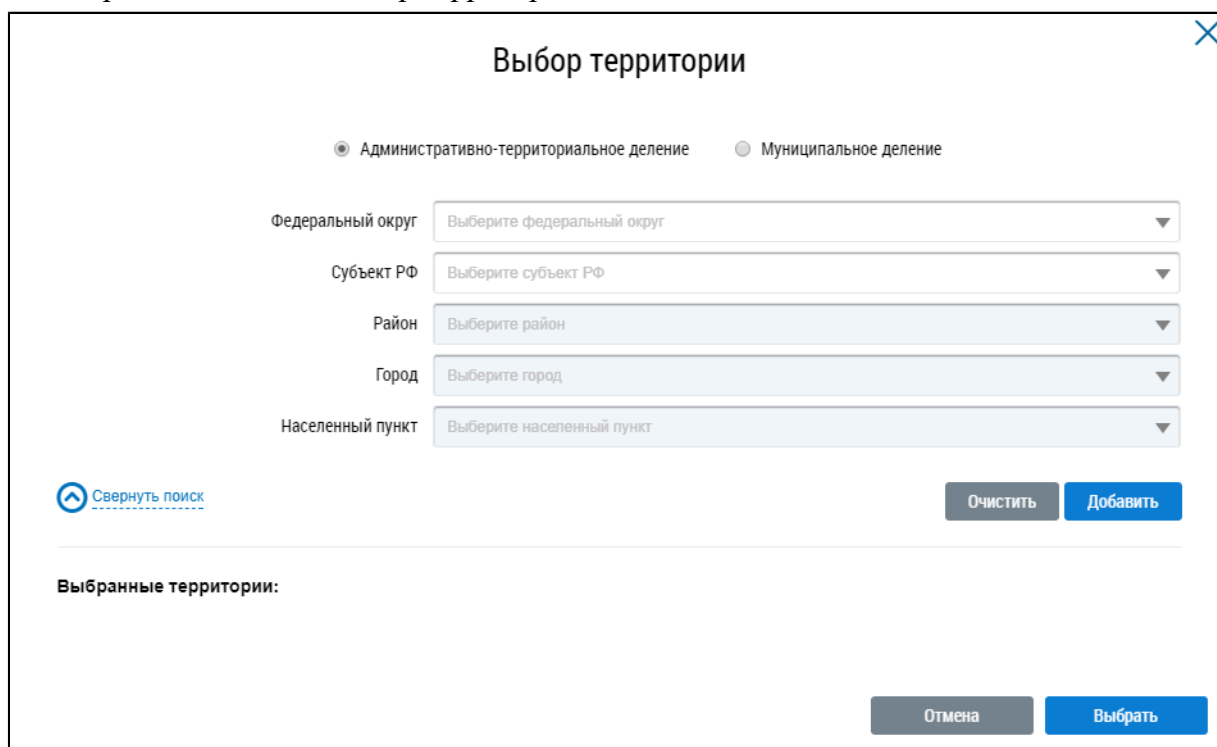 Выбор территории
Административно-территориальное деление Муниципальное деление
Федеральный округ Выберите федеральный округ
Субъект РФ Выберите субъект РФ
Район Выберите район
Город Выберите город
Населенный пункт Выберите населенный пункт
Свернуть поиск Очистить Добавить
Выбранные территории:
Отмена Выбрать